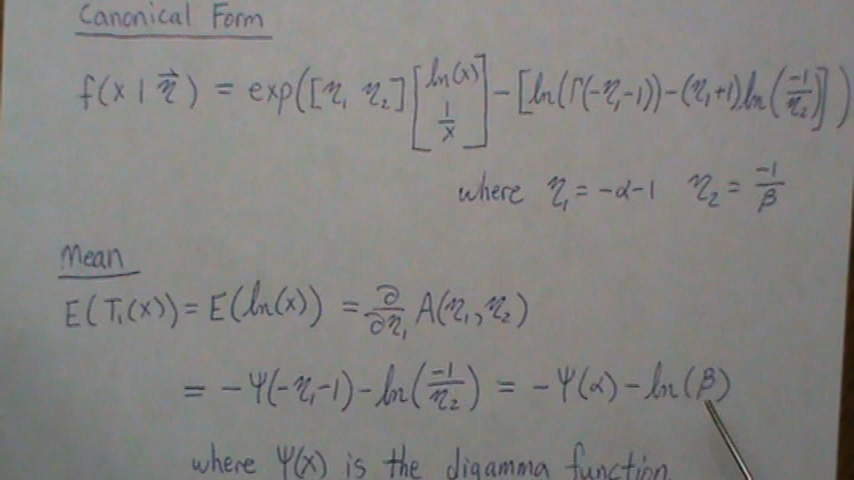 Canonical Form
f(x | η⃗) = exp([η₁ η₂] [ln(x) 1/x] - [ln(Γ(-η₁-1)) - (η₁+1)ln(-1/η₂)])
where η₁ = -α-1 η₂ = -1/β
Mean
E(T₁(x)) = E(ln(x)) = ∂/∂η₁ A(η₁, η₂)
= -Ψ(-η₁-1) - ln(-1/η₂) = -Ψ(α) - ln(β)
where Ψ(x) is the digamma function